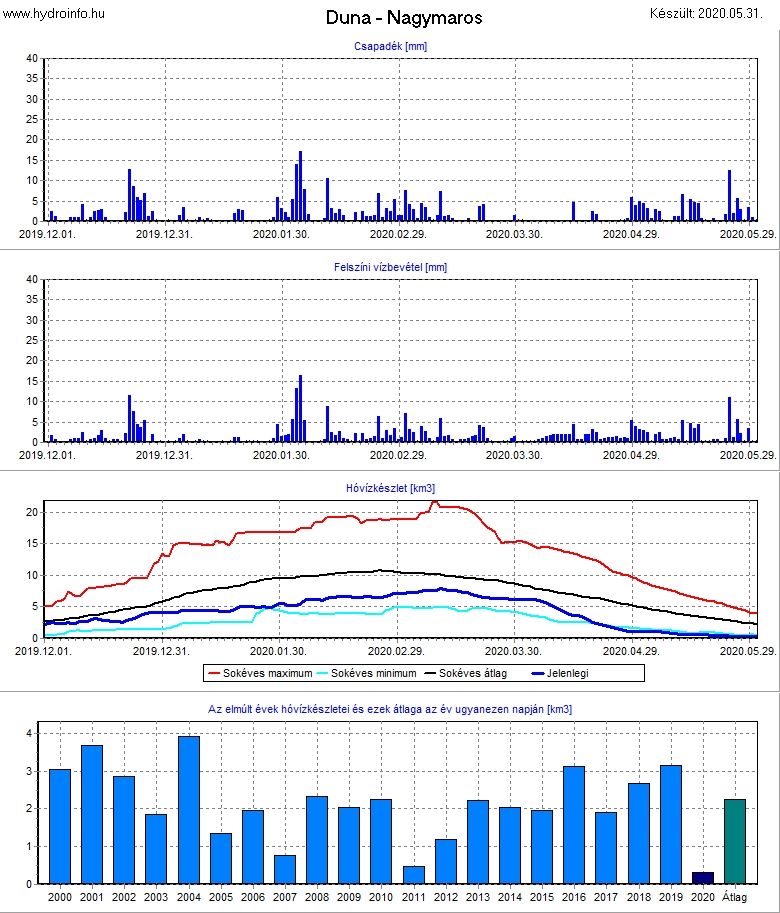 www.hydroinfo.hu
Duna - Nagymaros
Készült: 2020.05.31.
Csapadék [mm]
40
35
30
25
20
15
10
5
0
2019.12.01. 2019.12.31. 2020.01.30. 2020.02.29. 2020.03.30. 2020.04.29. 2020.05.29.
Felszíni vízbevétel [mm]
40
35
30
25
20
15
10
5
0
2019.12.01. 2019.12.31. 2020.01.30. 2020.02.29. 2020.03.30. 2020.04.29. 2020.05.29.
Hóvízkészlet [km3]
20
15
10
5
0
2019.12.01. 2019.12.31. 2020.01.30. 2020.02.29. 2020.03.30. 2020.04.29. 2020.05.29.
Sokéves maximum Sokéves minimum Sokéves átlag Jelenlegi
Az elmúlt évek hóvízkészletei és ezek átlaga az év ugyanezen napján [km3]
4
3
2
1
0
2000 2001 2002 2003 2004 2005 2006 2007 2008 2009 2010 2011 2012 2013 2014 2015 2016 2017 2018 2019 2020 Átlag